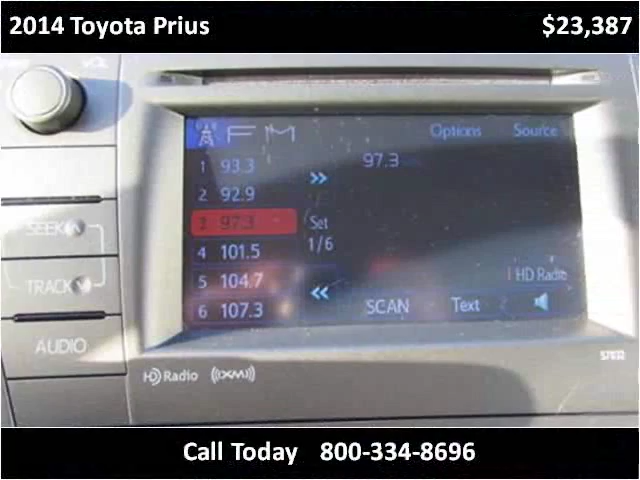 2014 Toyota Prius $23,387
VOL
FM
Options Source
1 93.3
97.3
2 92.9
3 97.3
Set
1/6
4 101.5
5 104.7
HD Radio
6 107.3
SCAN Text
SEEK
TRACK
AUDIO
HD Radio ((XM))
57032
Call Today 800-334-8696